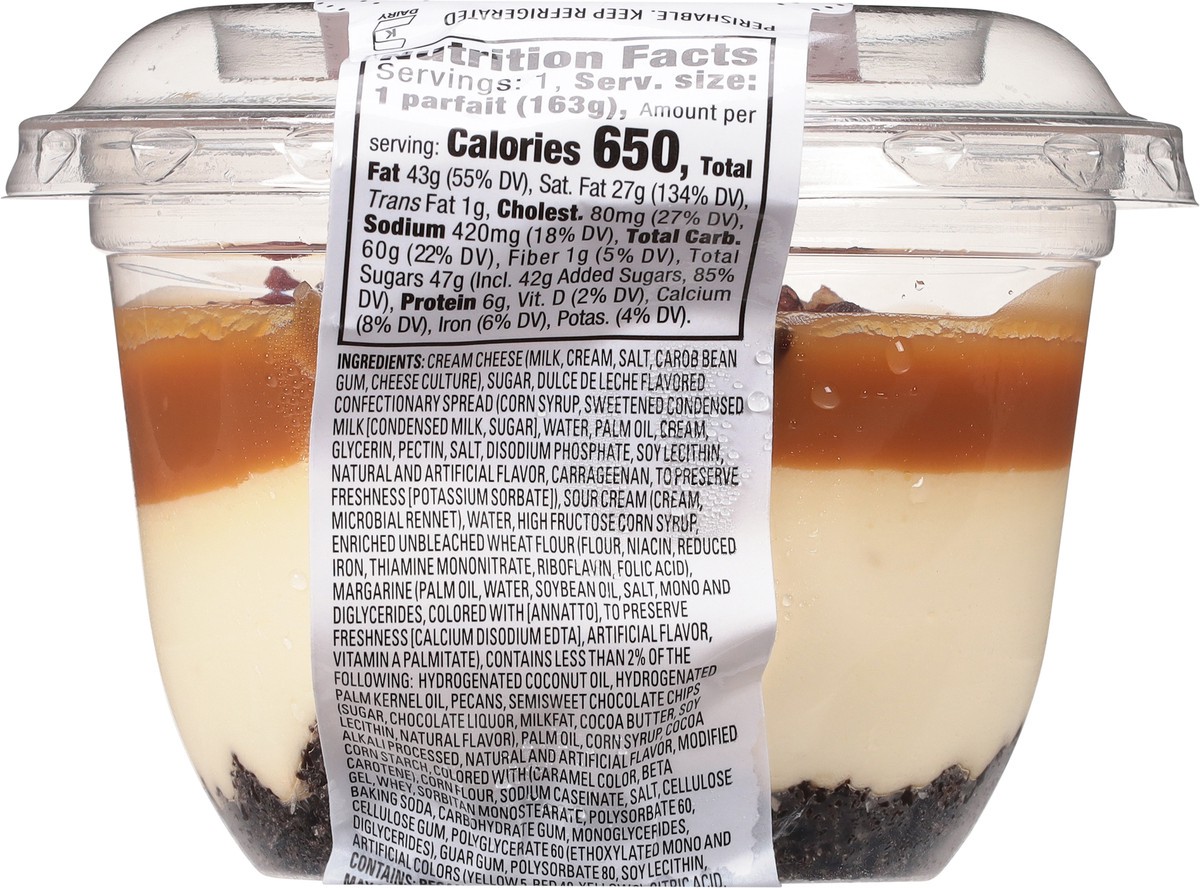 PERISHABLE. KEEP REFRIGERATED
K
DAIRY
Nutrition Facts
Servings: 1, Serv. size:
1 parfait (163g), Amount per
serving: Calories 650, Total
Fat 43g (55% DV), Sat. Fat 27g (134% DV),
Trans Fat 1g, Cholest. 80mg (27% DV),
Sodium 420mg (18% DV), Total Carb.
60g (22% DV), Fiber 1g (5% DV), Total
Sugars 47g (Incl. 42g Added Sugars, 85%
DV), Protein 6g, Vit. D (2% DV), Calcium
(8% DV), Iron (6% DV), Potas. (4% DV).
INGREDIENTS: CREAM CHEESE (MILK, CREAM, SALT, CAROB BEAN
GUM, CHEESE CULTURE), SUGAR, DULCE DE LECHE FLAVORED
CONFECTIONARY SPREAD (CORN SYRUP, SWEETENED CONDENSED
MILK [CONDENSED MILK, SUGAR], WATER, PALM OIL, CREAM,
GLYCERIN, PECTIN, SALT, DISODIUM PHOSPHATE, SOY LECITHIN,
NATURAL AND ARTIFICIAL FLAVOR, CARRAGEENAN, TO PRESERVE
FRESHNESS [POTASSIUM SORBATE]), SOUR CREAM (CREAM,
MICROBIAL RENNET), WATER, HIGH FRUCTOSE CORN SYRUP,
ENRICHED UNBLEACHED WHEAT FLOUR (FLOUR, NIACIN, REDUCED
IRON, THIAMINE MONONITRATE, RIBOFLAVIN, FOLIC ACID),
MARGARINE (PALM OIL, WATER, SOYBEAN OIL, SALT, MONO AND
DIGLYCERIDES, COLORED WITH [ANNATTO], TO PRESERVE
FRESHNESS [CALCIUM DISODIUM EDTA], ARTIFICIAL FLAVOR,
VITAMIN A PALMITATE), CONTAINS LESS THAN 2% OF THE
FOLLOWING: HYDROGENATED COCONUT OIL, HYDROGENATED
PALM KERNEL OIL, PECANS, SEMISWEET CHOCOLATE CHIPS
(SUGAR, CHOCOLATE LIQUOR, MILKFAT, COCOA BUTTER, SOY
LECITHIN, NATURAL FLAVOR), PALM OIL, CORN SYRUP, COCOA
ALKALI PROCESSED, NATURAL AND ARTIFICIAL FLAVOR, MODIFIED
CORN STARCH, COLORED WITH (CARAMEL COLOR, BETA
CAROTENE), CORN FLOUR, SODIUM CASEINATE, SALT, CELLULOSE
GEL, WHEY, SORBITAN MONOSTEARATE, POLYSORBATE 60,
BAKING SODA, CARBOHYDRATE GUM, MONOGLYCERIDES,
CELLULOSE GUM, POLYGLYCERATE 60 (ETHOXYLATED MONO AND
DIGLYCERIDES), GUAR GUM, POLYSORBATE 80, SOY LECITHIN,
ARTIFICIAL COLORS (YELLOW 5, RED 40, CITRIC ACID,
CONTAINS: